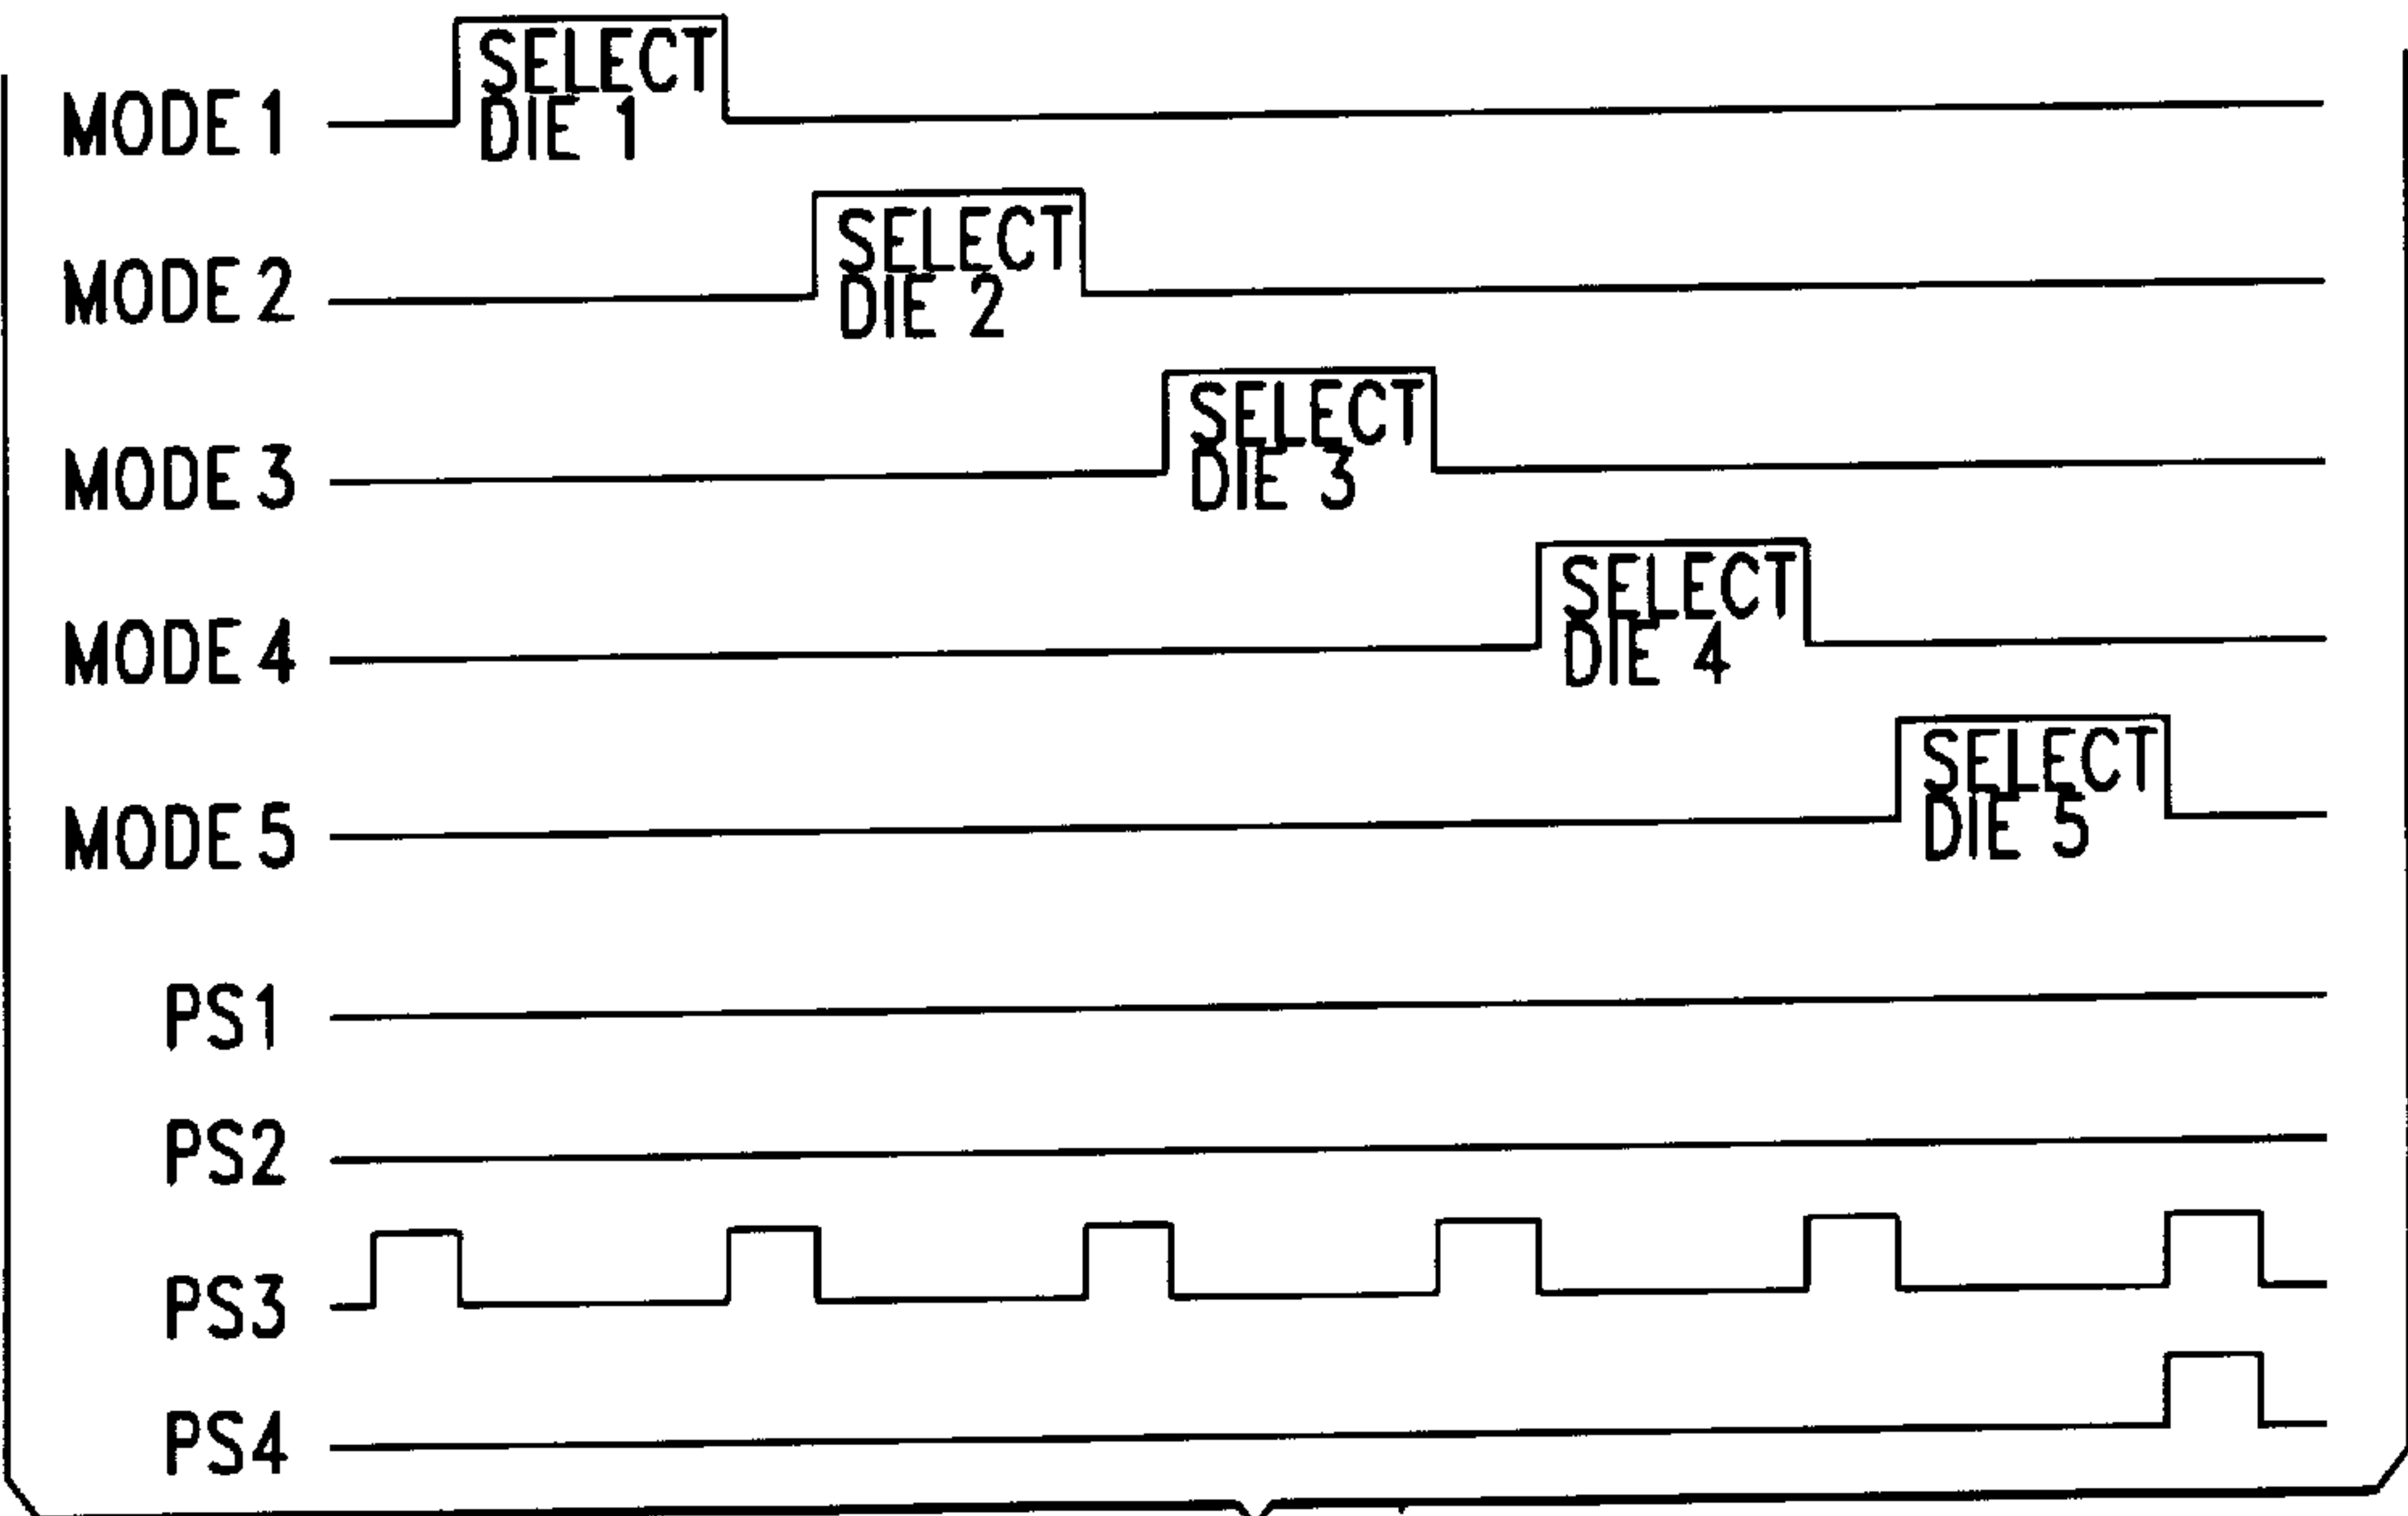 SELECT
DIE 1
MODE 1
SELECT
DIE 2
MODE 2
SELECT
DIE 3
MODE 3
SELECT
DIE 4
MODE 4
SELECT
DIE 5
MODE 5
PS1
PS2
PS3
PS4